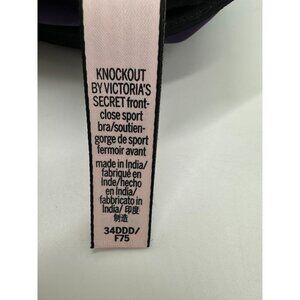 KNOCKOUT
BY VICTORIA'S
SECRET front-
close sport
bra/soutien-
gorge de sport
fermoir avant
made in India/
fabriqué en
Inde/hecho
en India/
fabbricato in
India/ 印度
制造
34DDD/
F75